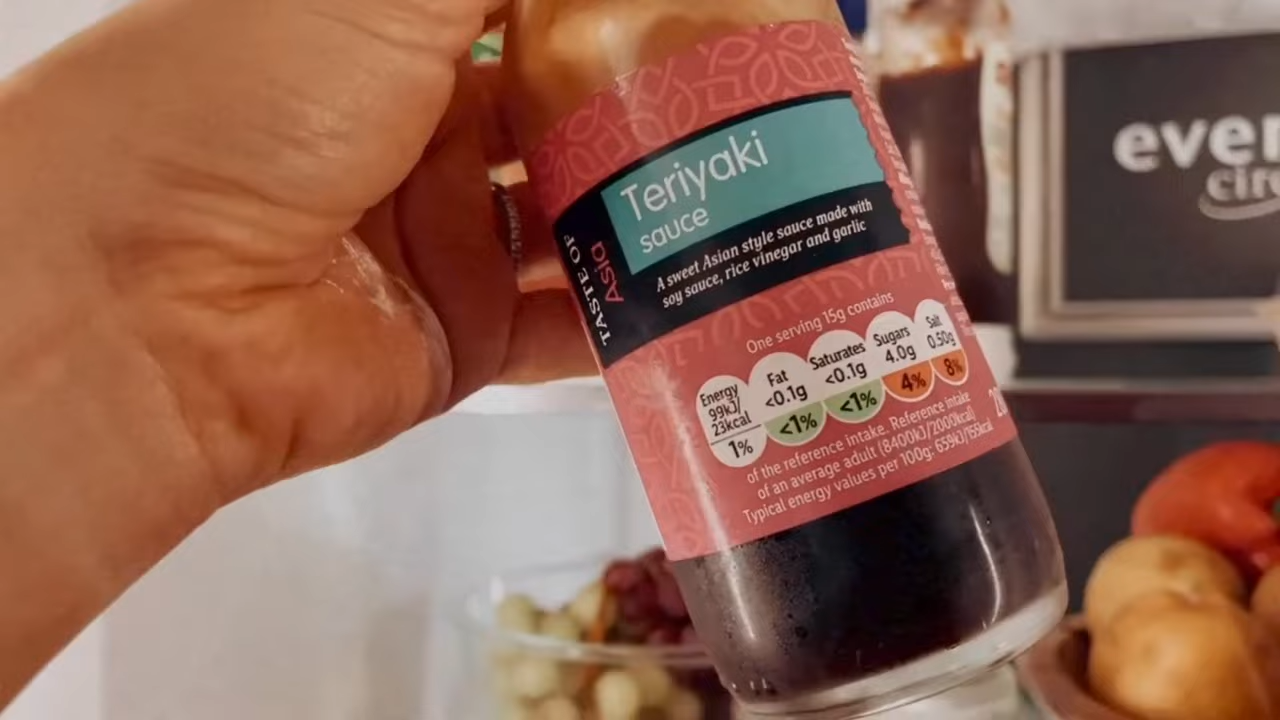 Teriyaki
sauce
TASTE OF
Asia
A sweet Asian style sauce made with
soy sauce, rice vinegar and garlic
One serving 15g contains
Energy
99kJ/
23kcal
1%
Fat
<0.1g
<1%
Saturates
<0.1g
<1%
Sugars
4.0g
4%
Salt
0.50g
8%
of the reference intake. Reference intake
of an average adult (8400kJ/2000kcal)
Typical energy values per 100g: 659kJ/155kcal